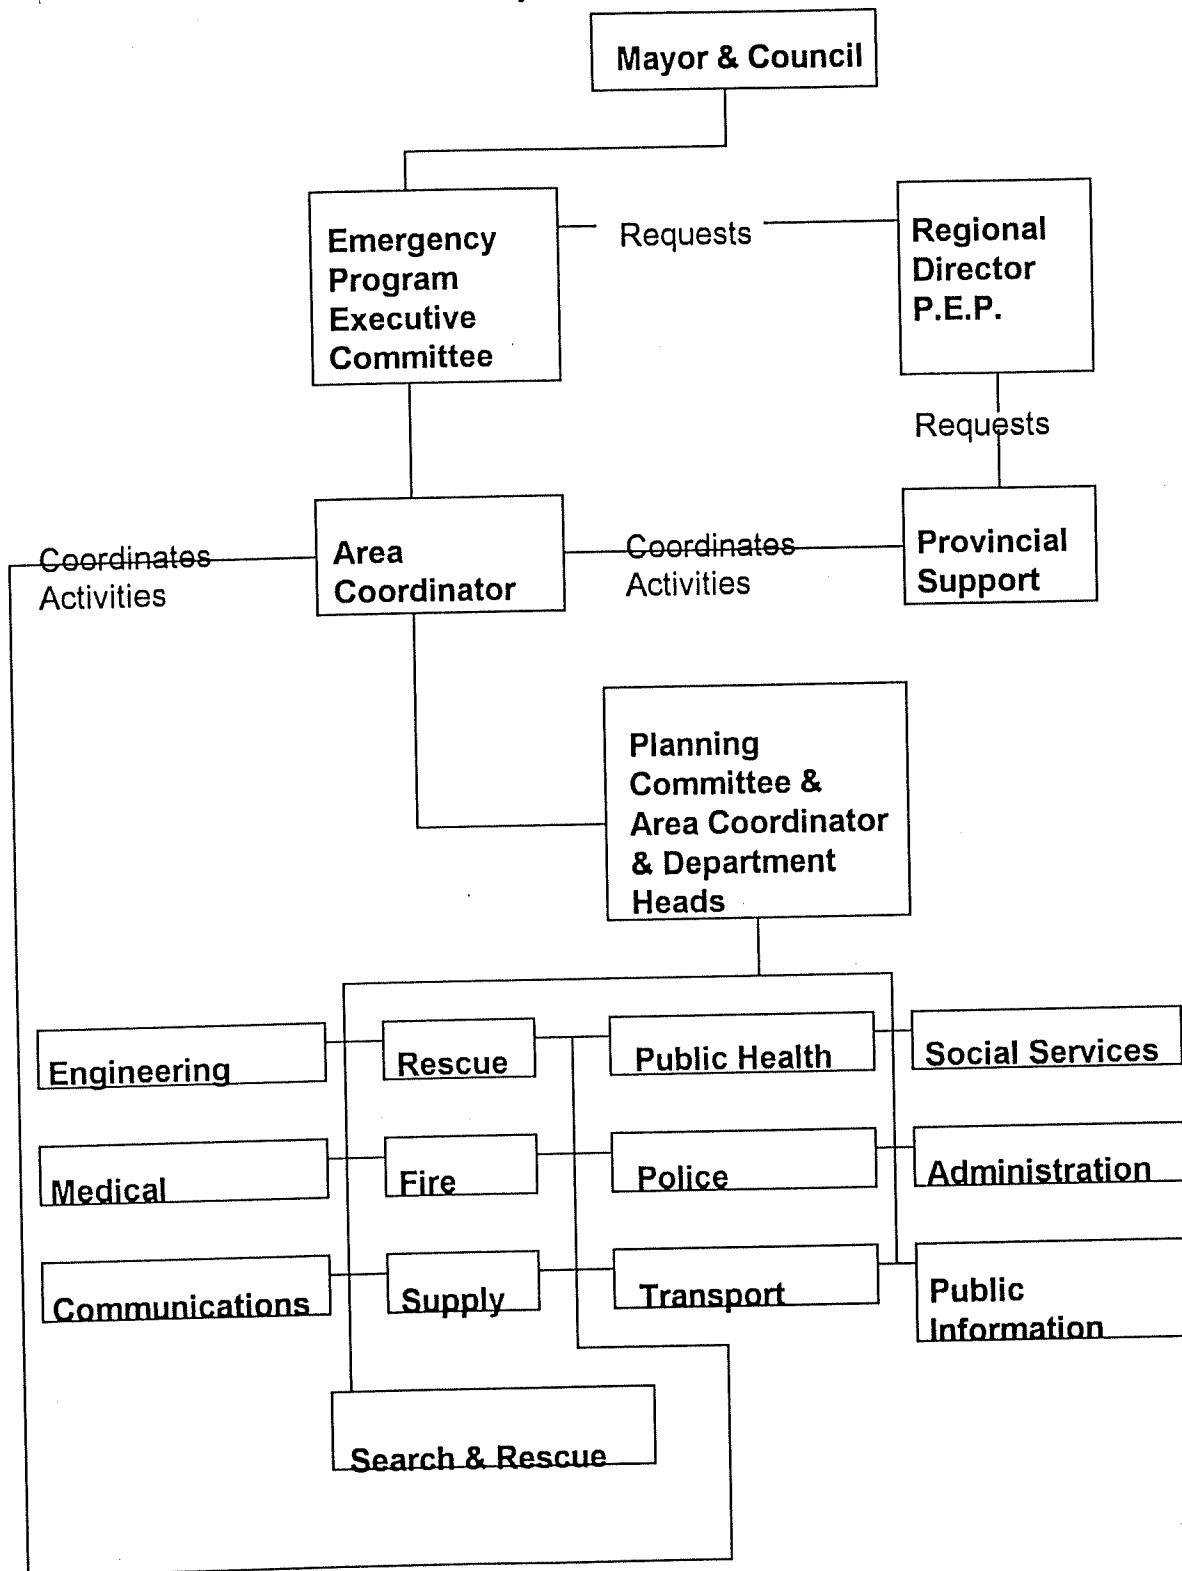 Mayor & Council
Emergency
Program
Executive
Committee
Requests
Regional
Director
P.E.P.
Requests
Coordinates
Activities
Area
Coordinator
Coordinates
Activities
Provincial
Support
Planning
Committee &
Area Coordinator
& Department
Heads
Engineering
Rescue
Public Health
Social Services
Medical
Fire
Police
Administration
Communications
Supply
Transport
Public
Information
Search & Rescue